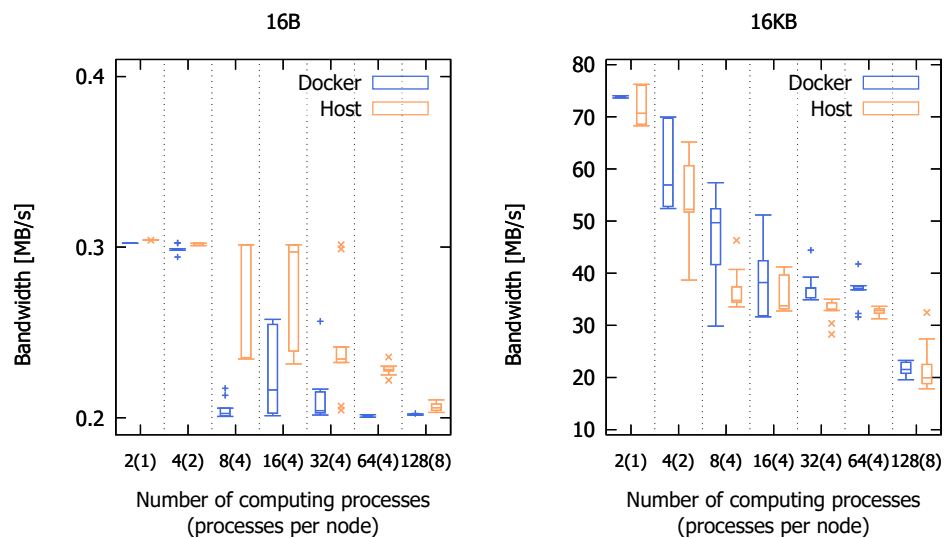 16B
0.4
0.3
0.2
Bandwidth [MB/s]
Docker
Host
2(1) 4(2) 8(4) 16(4) 32(4) 64(4) 128(8)
Number of computing processes
(processes per node)
16KB
80
70
60
50
40
30
20
10
Bandwidth [MB/s]
Docker
Host
2(1) 4(2) 8(4) 16(4) 32(4) 64(4) 128(8)
Number of computing processes
(processes per node)